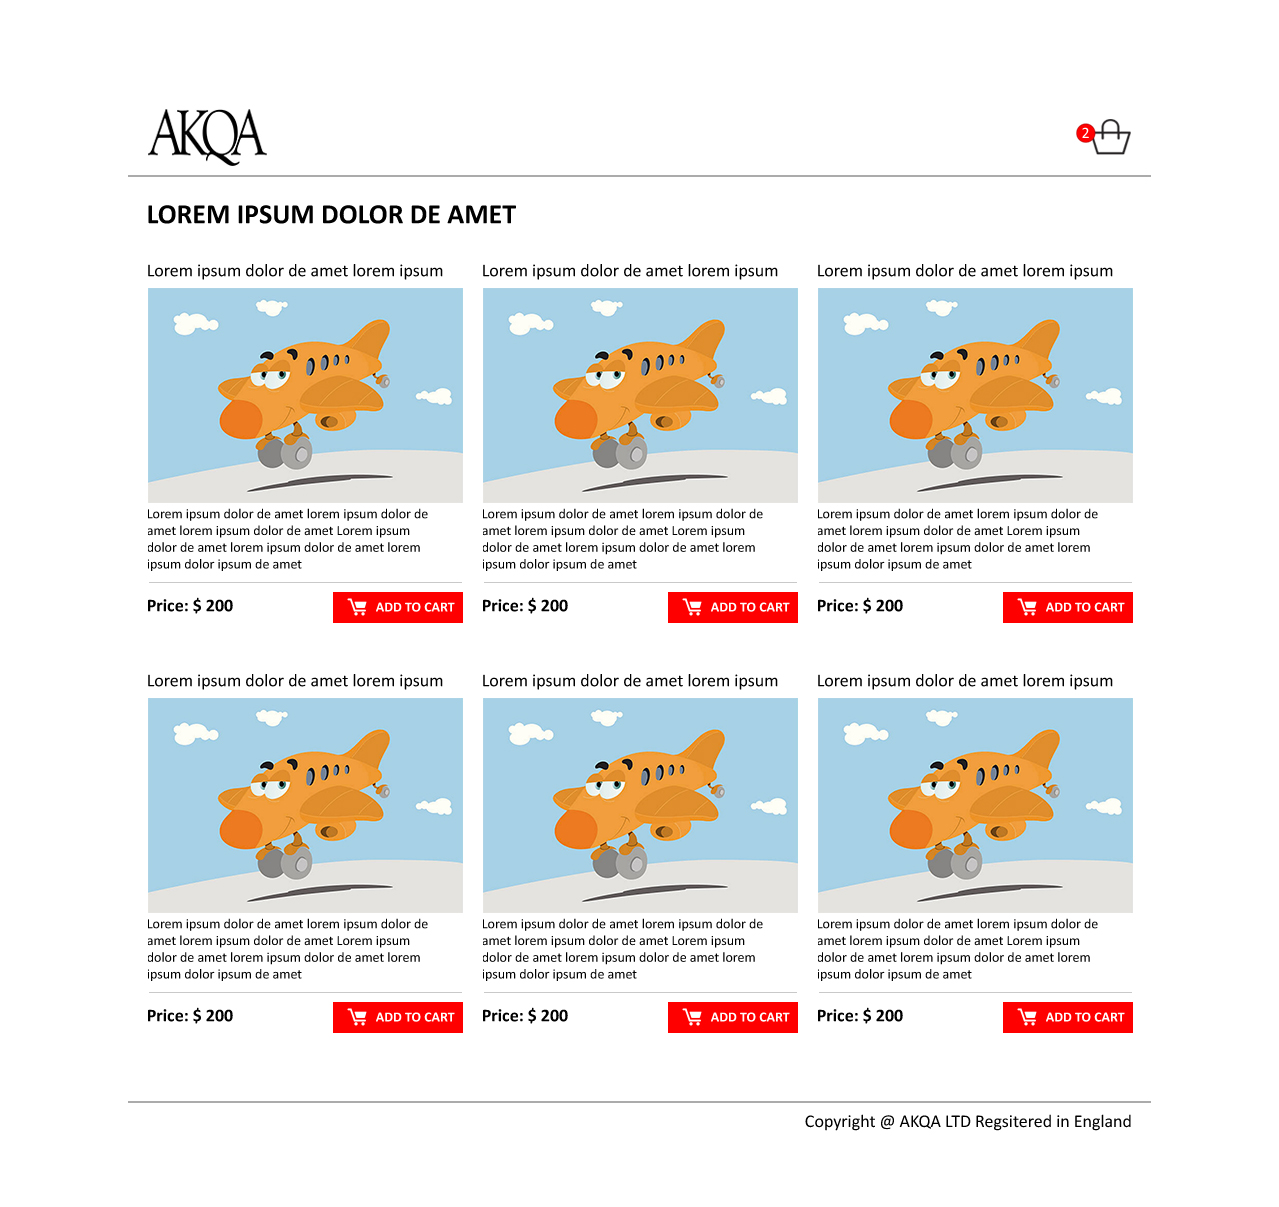 AKQA
2
LOREM IPSUM DOLOR DE AMET
Lorem ipsum dolor de amet lorem ipsum
Lorem ipsum dolor de amet lorem ipsum dolor de
amet lorem ipsum dolor de amet Lorem ipsum
dolor de amet lorem ipsum dolor de amet lorem
ipsum dolor ipsum de amet
Price: $ 200
ADD TO CART
Lorem ipsum dolor de amet lorem ipsum
Lorem ipsum dolor de amet lorem ipsum dolor de
amet lorem ipsum dolor de amet Lorem ipsum
dolor de amet lorem ipsum dolor de amet lorem
ipsum dolor ipsum de amet
Price: $ 200
ADD TO CART
Lorem ipsum dolor de amet lorem ipsum
Lorem ipsum dolor de amet lorem ipsum dolor de
amet lorem ipsum dolor de amet Lorem ipsum
dolor de amet lorem ipsum dolor de amet lorem
ipsum dolor ipsum de amet
Price: $ 200
ADD TO CART
Lorem ipsum dolor de amet lorem ipsum
Lorem ipsum dolor de amet lorem ipsum dolor de
amet lorem ipsum dolor de amet Lorem ipsum
dolor de amet lorem ipsum dolor de amet lorem
ipsum dolor ipsum de amet
Price: $ 200
ADD TO CART
Lorem ipsum dolor de amet lorem ipsum
Lorem ipsum dolor de amet lorem ipsum dolor de
amet lorem ipsum dolor de amet Lorem ipsum
dolor de amet lorem ipsum dolor de amet lorem
ipsum dolor ipsum de amet
Price: $ 200
ADD TO CART
Lorem ipsum dolor de amet lorem ipsum
Lorem ipsum dolor de amet lorem ipsum dolor de
amet lorem ipsum dolor de amet Lorem ipsum
dolor de amet lorem ipsum dolor de amet lorem
ipsum dolor ipsum de amet
Price: $ 200
ADD TO CART
Copyright @ AKQA LTD Regsitered in England